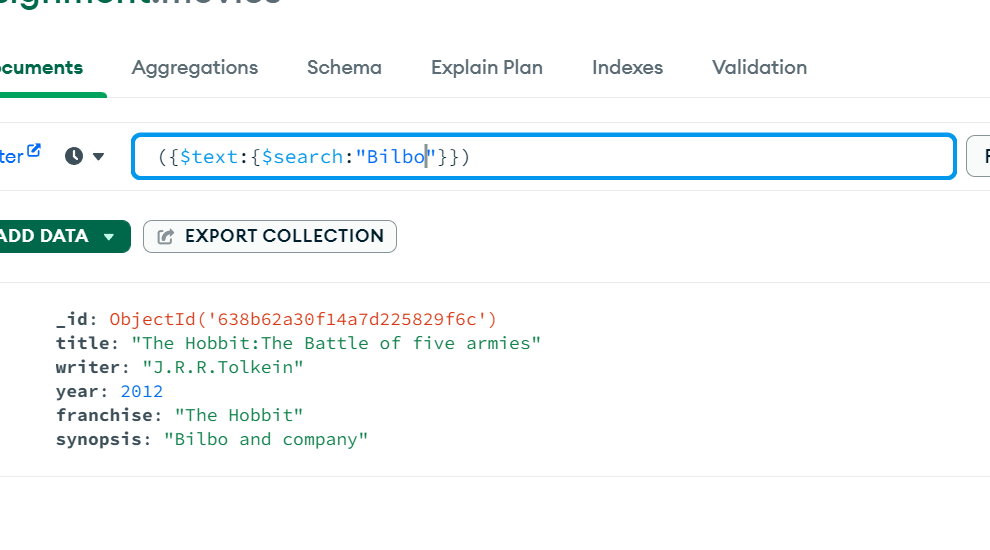 ocuments Aggregations Schema Explain Plan Indexes Validation
ter ({$text:{$search:"Bilbo"}})
ADD DATA EXPORT COLLECTION
_id: ObjectId('638b62a30f14a7d225829f6c')
title: "The Hobbit:The Battle of five armies"
writer: "J.R.R.Tolkein"
year: 2012
franchise: "The Hobbit"
synopsis: "Bilbo and company"